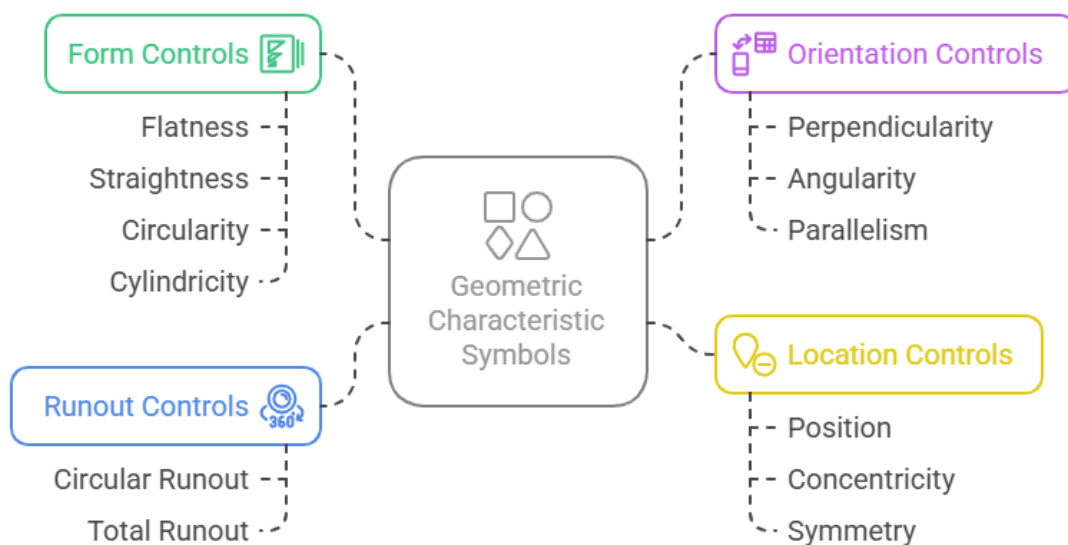 Form Controls
Flatness
Straightness
Circularity
Cylindricity
Runout Controls
360°
Circular Runout
Total Runout
Geometric
Characteristic
Symbols
Orientation Controls
Perpendicularity
Angularity
Parallelism
Location Controls
Position
Concentricity
Symmetry